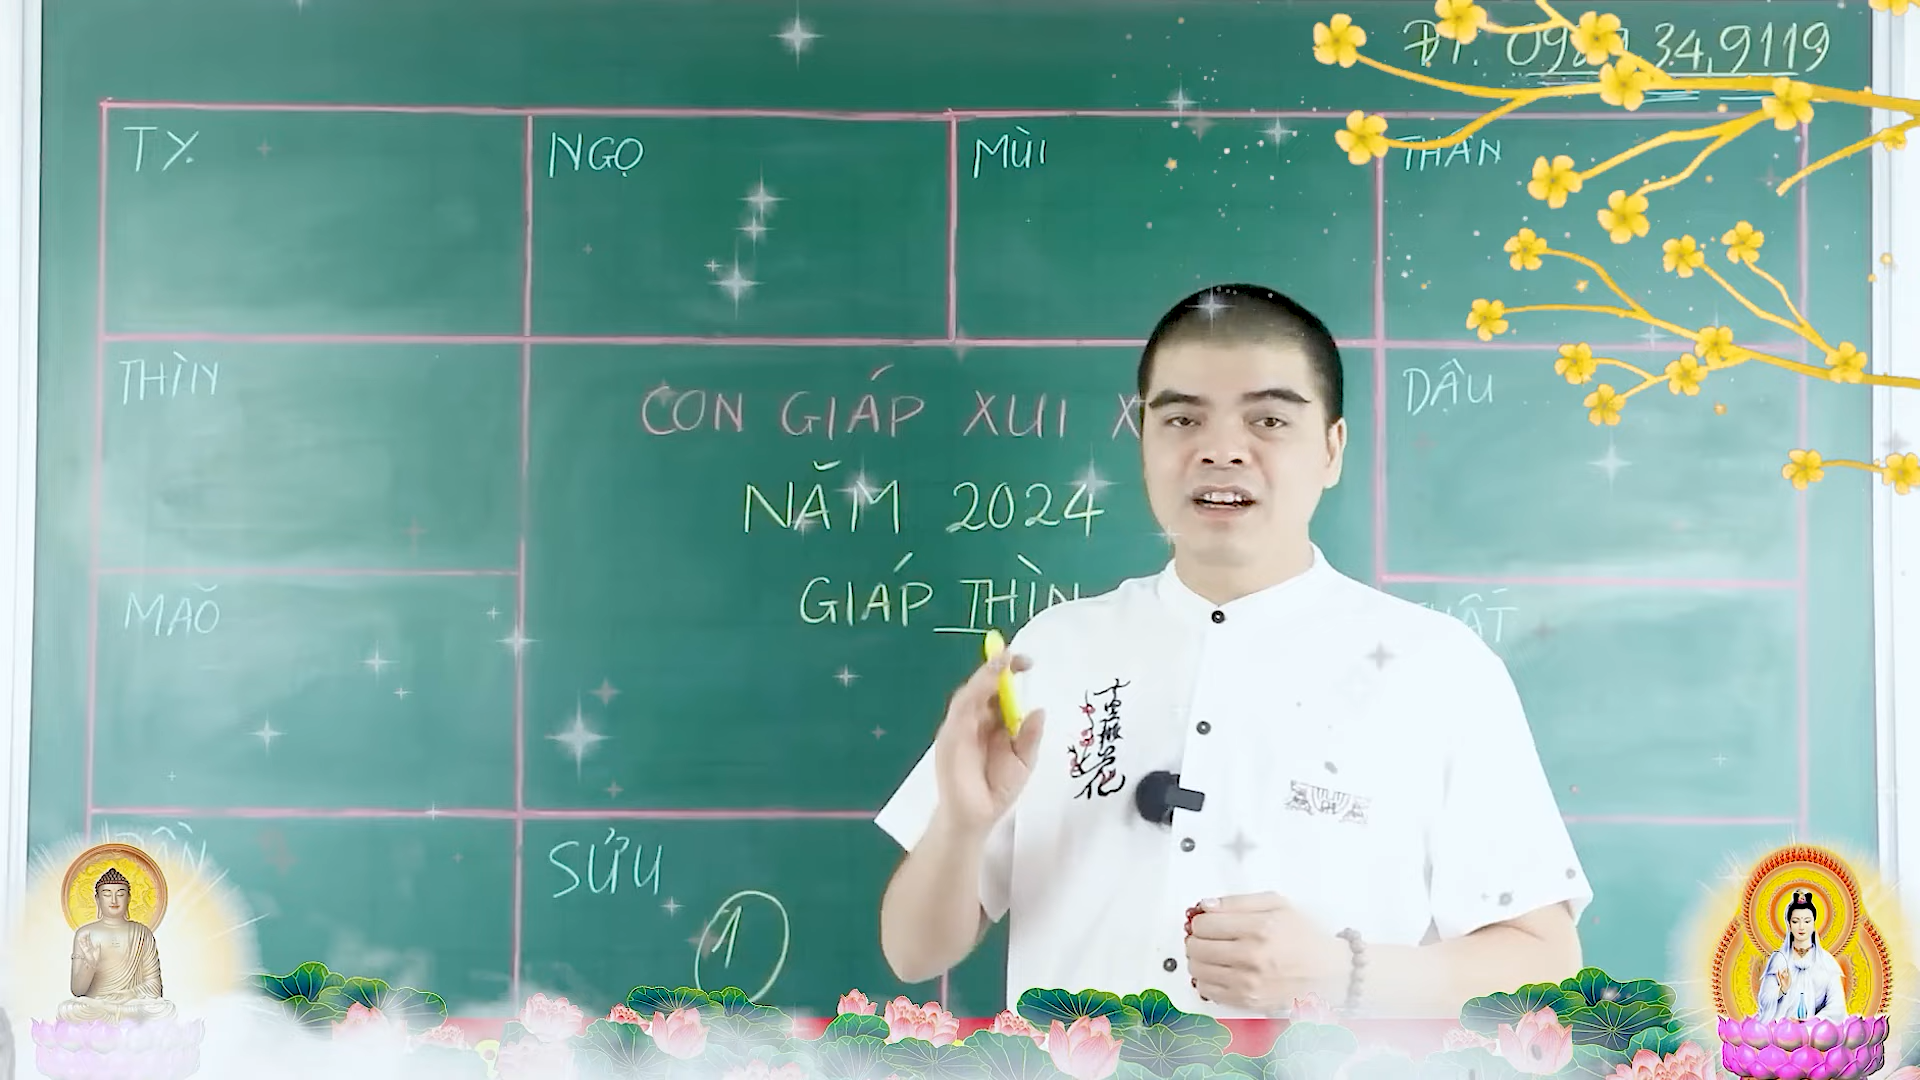 ĐT. 09 34,9119
TỴ.
NGỌ
MÙI
THÂN
THÌN
CON GIÁP XUI
DẬU
NĂM 2024
GIÁP THÌN
MÃO
SỬU
1